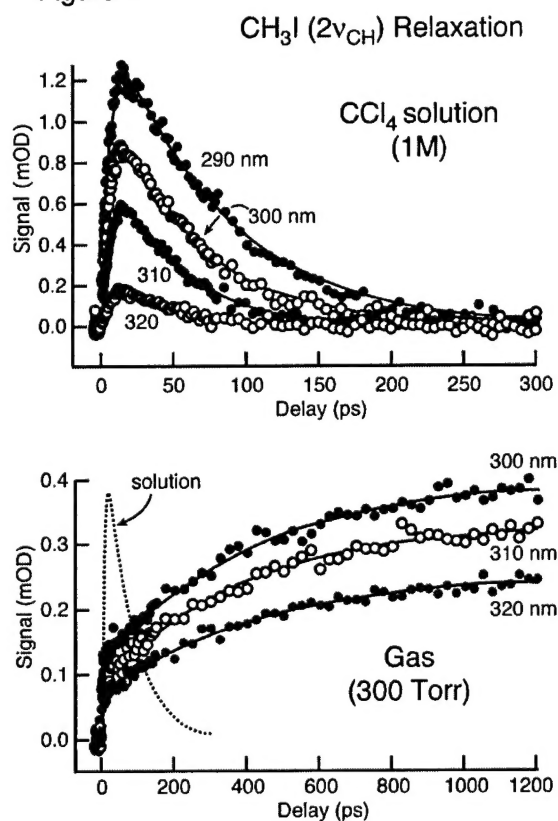 CH3I (2νCH) Relaxation
CCl4 solution
(1M)
Signal (mOD)
1.2
1.0
0.8
0.6
0.4
0.2
0.0
290 nm
300 nm
310
320
0
50
100
150
200
250
300
Delay (ps)
Signal (mOD)
0.4
0.3
0.2
0.1
0.0
solution
300 nm
310 nm
320 nm
Gas
(300 Torr)
0
200
400
600
800
1000
1200
Delay (ps)